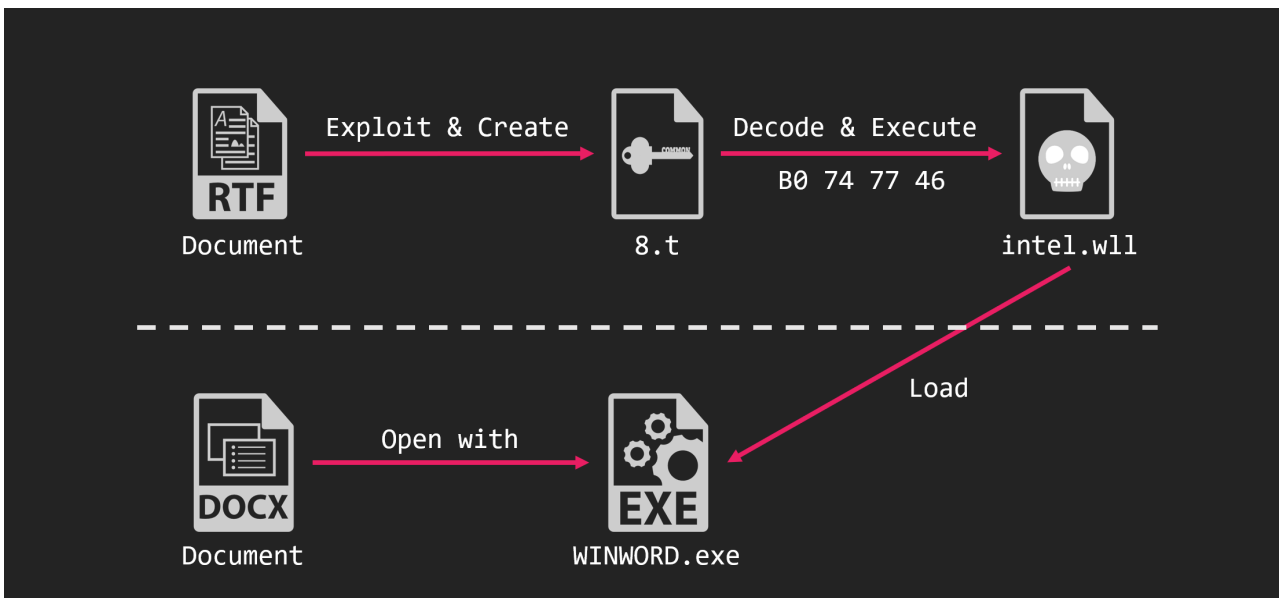 Exploit & Create
Decode & Execute
A
COMMON
B0 74 77 46
RTF
Document
8.t
intel.wll
Load
Open with
DOCX
EXE
Document
WINWORD.exe